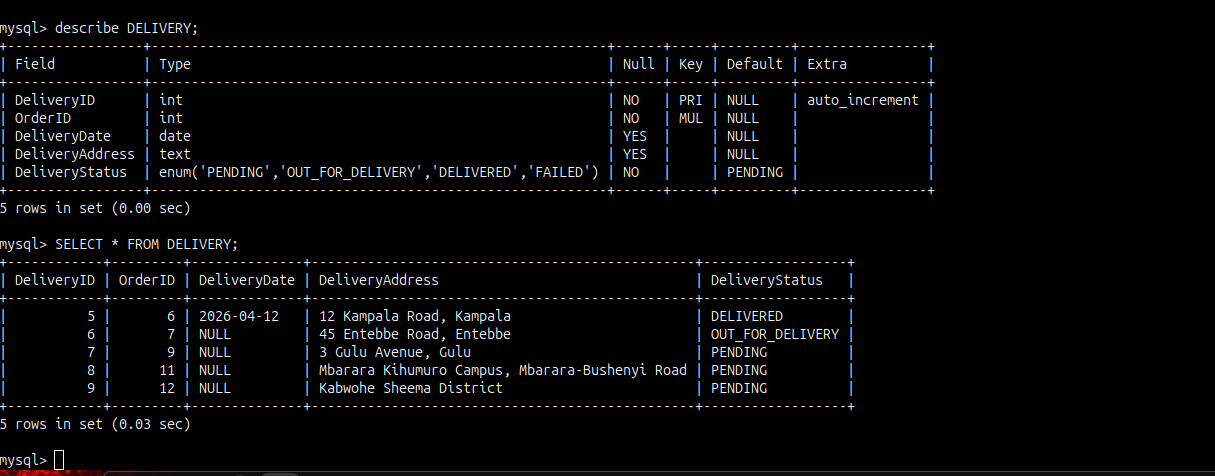 mysql> describe DELIVERY;
+----------------+---------------------------------------------------------+------+-----+---------+----------------+
| Field          | Type                                                    | Null | Key | Default | Extra          |
+----------------+---------------------------------------------------------+------+-----+---------+----------------+
| DeliveryID     | int                                                     | NO   | PRI | NULL    | auto_increment |
| OrderID        | int                                                     | NO   | MUL | NULL    |                |
| DeliveryDate   | date                                                    | YES  |     | NULL    |                |
| DeliveryAddress | text                                                    | YES  |     | NULL    |                |
| DeliveryStatus | enum('PENDING','OUT_FOR_DELIVERY','DELIVERED','FAILED') | NO   |     | PENDING |                |
+----------------+---------------------------------------------------------+------+-----+---------+----------------+
5 rows in set (0.00 sec)

mysql> SELECT * FROM DELIVERY;
+------------+---------+--------------+-----------------------------------------------+------------------+
| DeliveryID | OrderID | DeliveryDate | DeliveryAddress                               | DeliveryStatus   |
+------------+---------+--------------+-----------------------------------------------+------------------+
|          5 |       6 | 2026-04-12   | 12 Kampala Road, Kampala                      | DELIVERED        |
|          6 |       7 | NULL         | 45 Entebbe Road, Entebbe                      | OUT_FOR_DELIVERY |
|          7 |       9 | NULL         | 3 Gulu Avenue, Gulu                           | PENDING          |
|          8 |      11 | NULL         | Mbarara Kihumuro Campus, Mbarara-Bushenyi Road | PENDING          |
|          9 |      12 | NULL         | Kabwohe Sheema District                       | PENDING          |
+------------+---------+--------------+-----------------------------------------------+------------------+
5 rows in set (0.03 sec)

mysql>